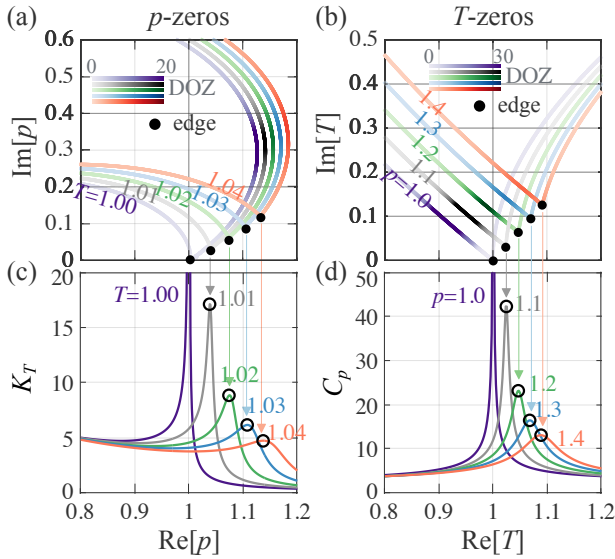 (a) p-zeros
Im[p]
0.6
0.5
0.4
0.3
0.2
0.1
0
0 20
DOZ
edge
T=1.00
1.01
1.02
1.03
1.04
(b) T-zeros
Im[T]
0.5
0.4
0.3
0.2
0.1
0
0 30
DOZ
edge
p=1.0
1.1
1.2
1.3
1.4
(c)
K_T
20
15
10
5
0
T=1.00
1.01
1.02
1.03
1.04
0.8 0.9 1 1.1 1.2
Re[p]
(d)
C_p
50
40
30
20
10
0
p=1.0
1.1
1.2
1.3
1.4
0.8 0.9 1 1.1 1.2
Re[T]